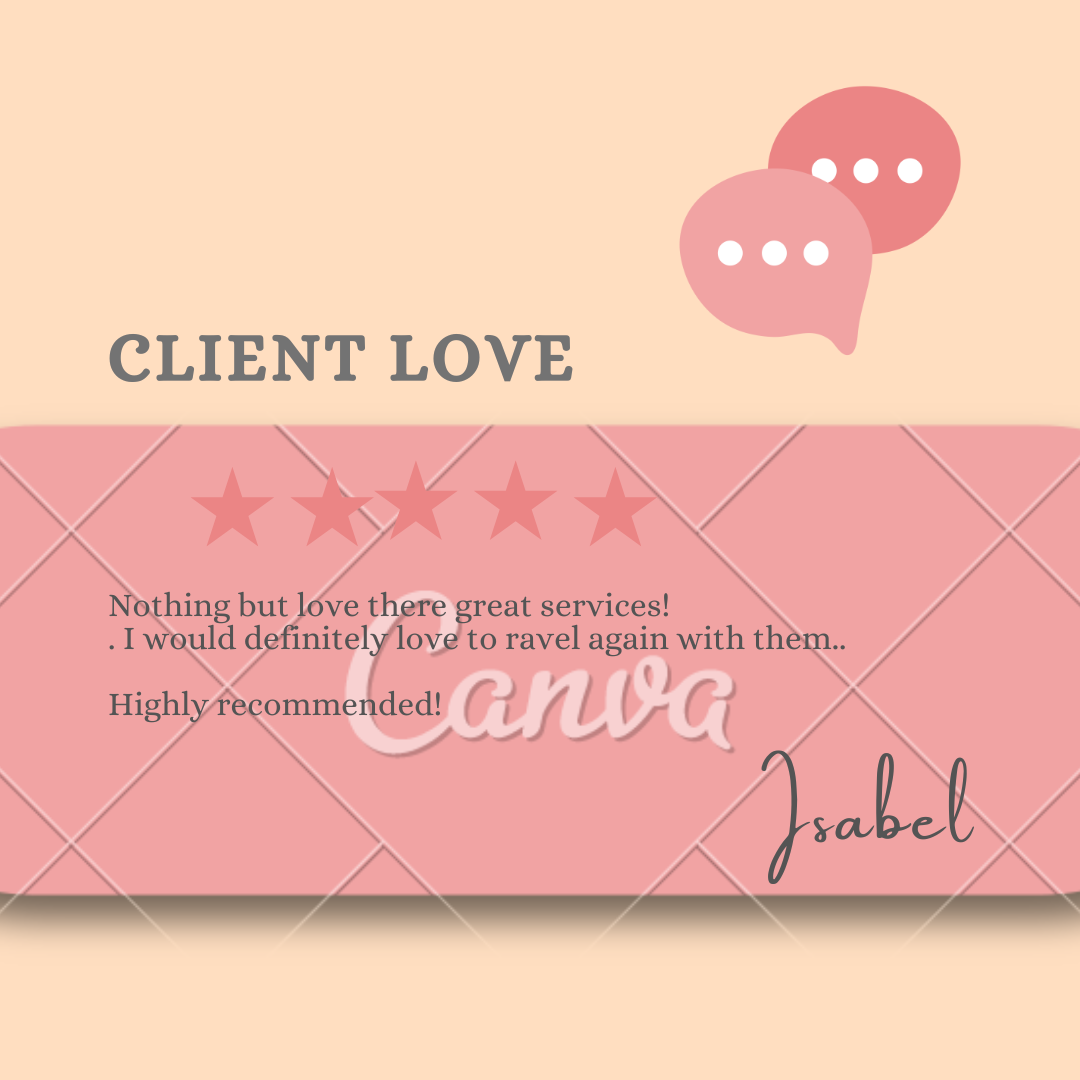 CLIENT LOVE
Nothing but love there great services!
. I would definitely love to ravel again with them..
Highly recommended!
Canva
Isabel